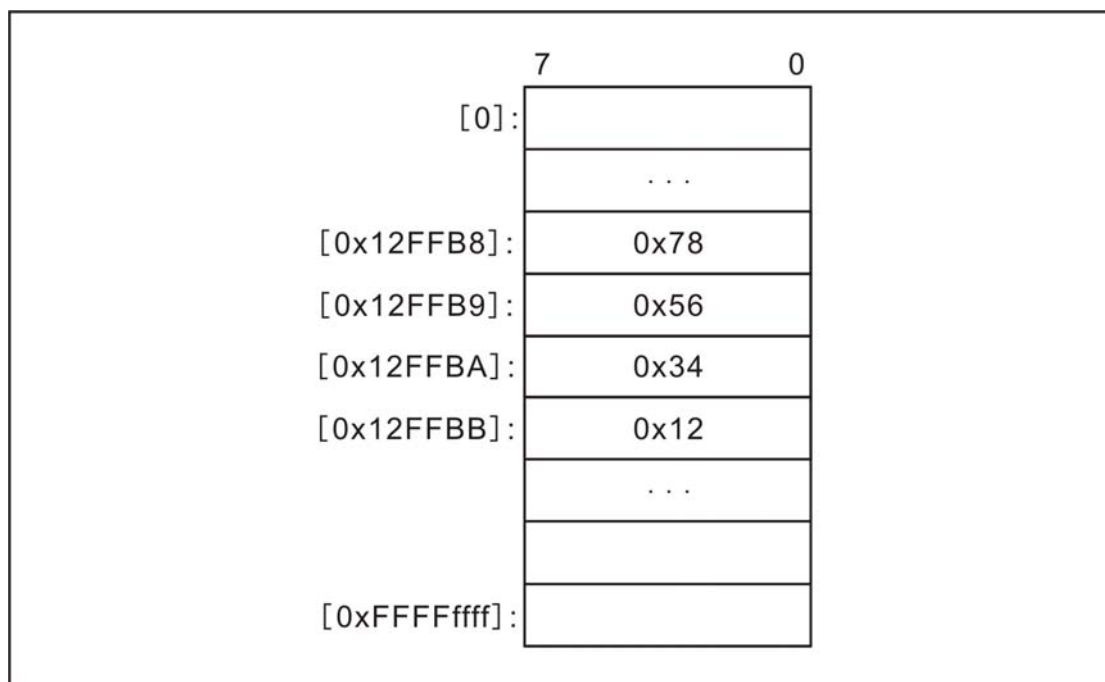 7 0
[0]:
. . .
[0x12FFB8]: 0x78
[0x12FFB9]: 0x56
[0x12FFBA]: 0x34
[0x12FFBB]: 0x12
. . .
[0xFFFFffff]: